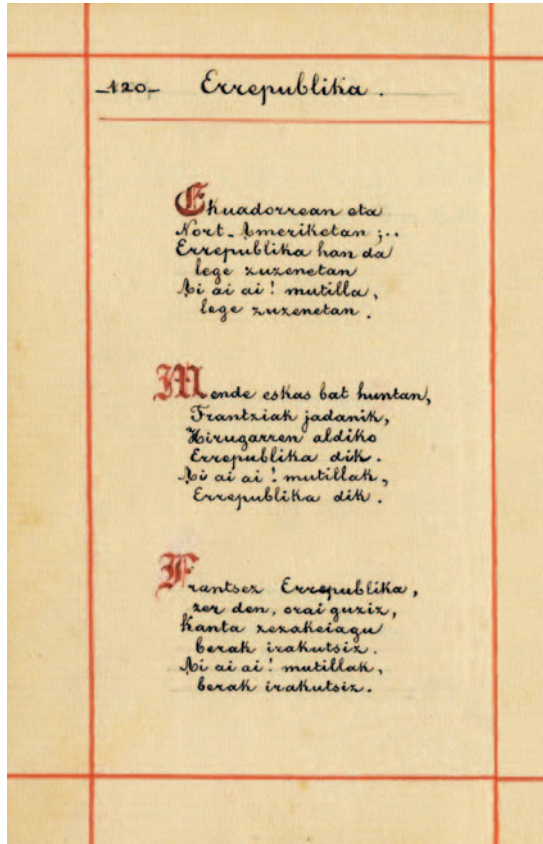 -120- Errepublika.
Ekuadorrean eta
Nort-Ameriketan ;..
Errepublika han da
lege zuzenetan
Ai ai ai! mutilla,
lege zuzenetan.
Mende eskas bat huntan,
Frantziak jadanik,
Hirugarren aldiko
Errepublika dik.
Ai ai ai! mutillak,
Errepublika dik.
Frantsez Errepublika,
zer den, orai guziz,
Kanta zezakeiagu
berak irakutsiz.
Ai ai ai! mutillak,
berak irakutsiz.